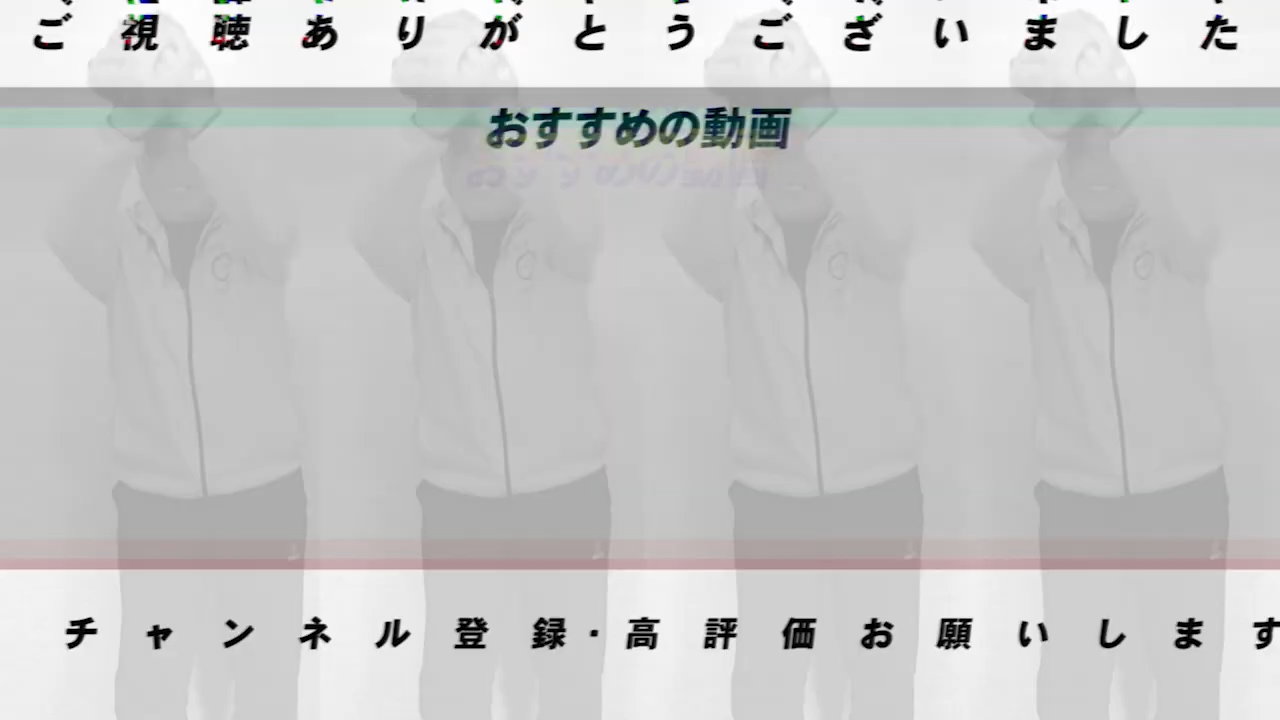 ご視聴ありがとうございました
おすすめの動画
チャンネル登録·高評価お願いします